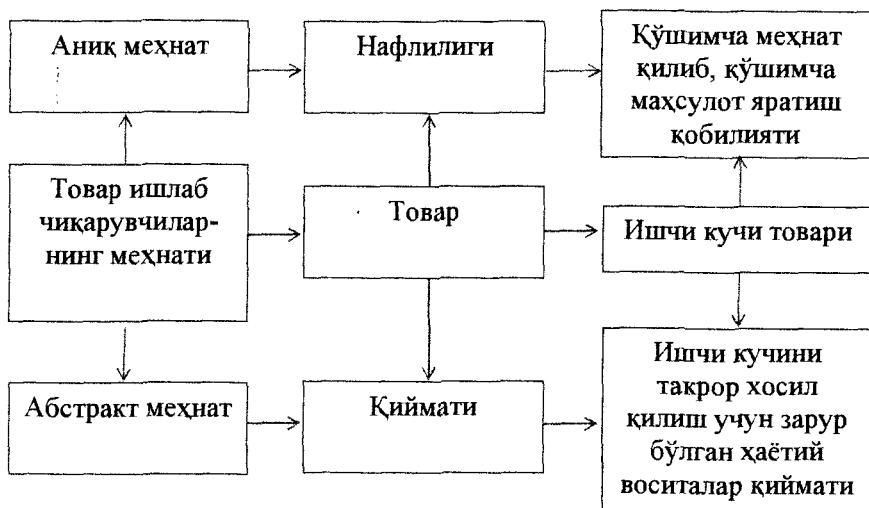 Аниқ меҳнат
Нафлилиги
Қўшимча меҳнат
қилиб, қўшимча
маҳсулот яратиш
қобилияти
Товар ишлаб
чиқарувчилар-
нинг меҳнати
Товар
Ишчи кучи товари
Абстракт меҳнат
Қиймати
Ишчи кучини
такрор хосил
қилиш учун зарур
бўлган ҳаётий
воситалар қиймати